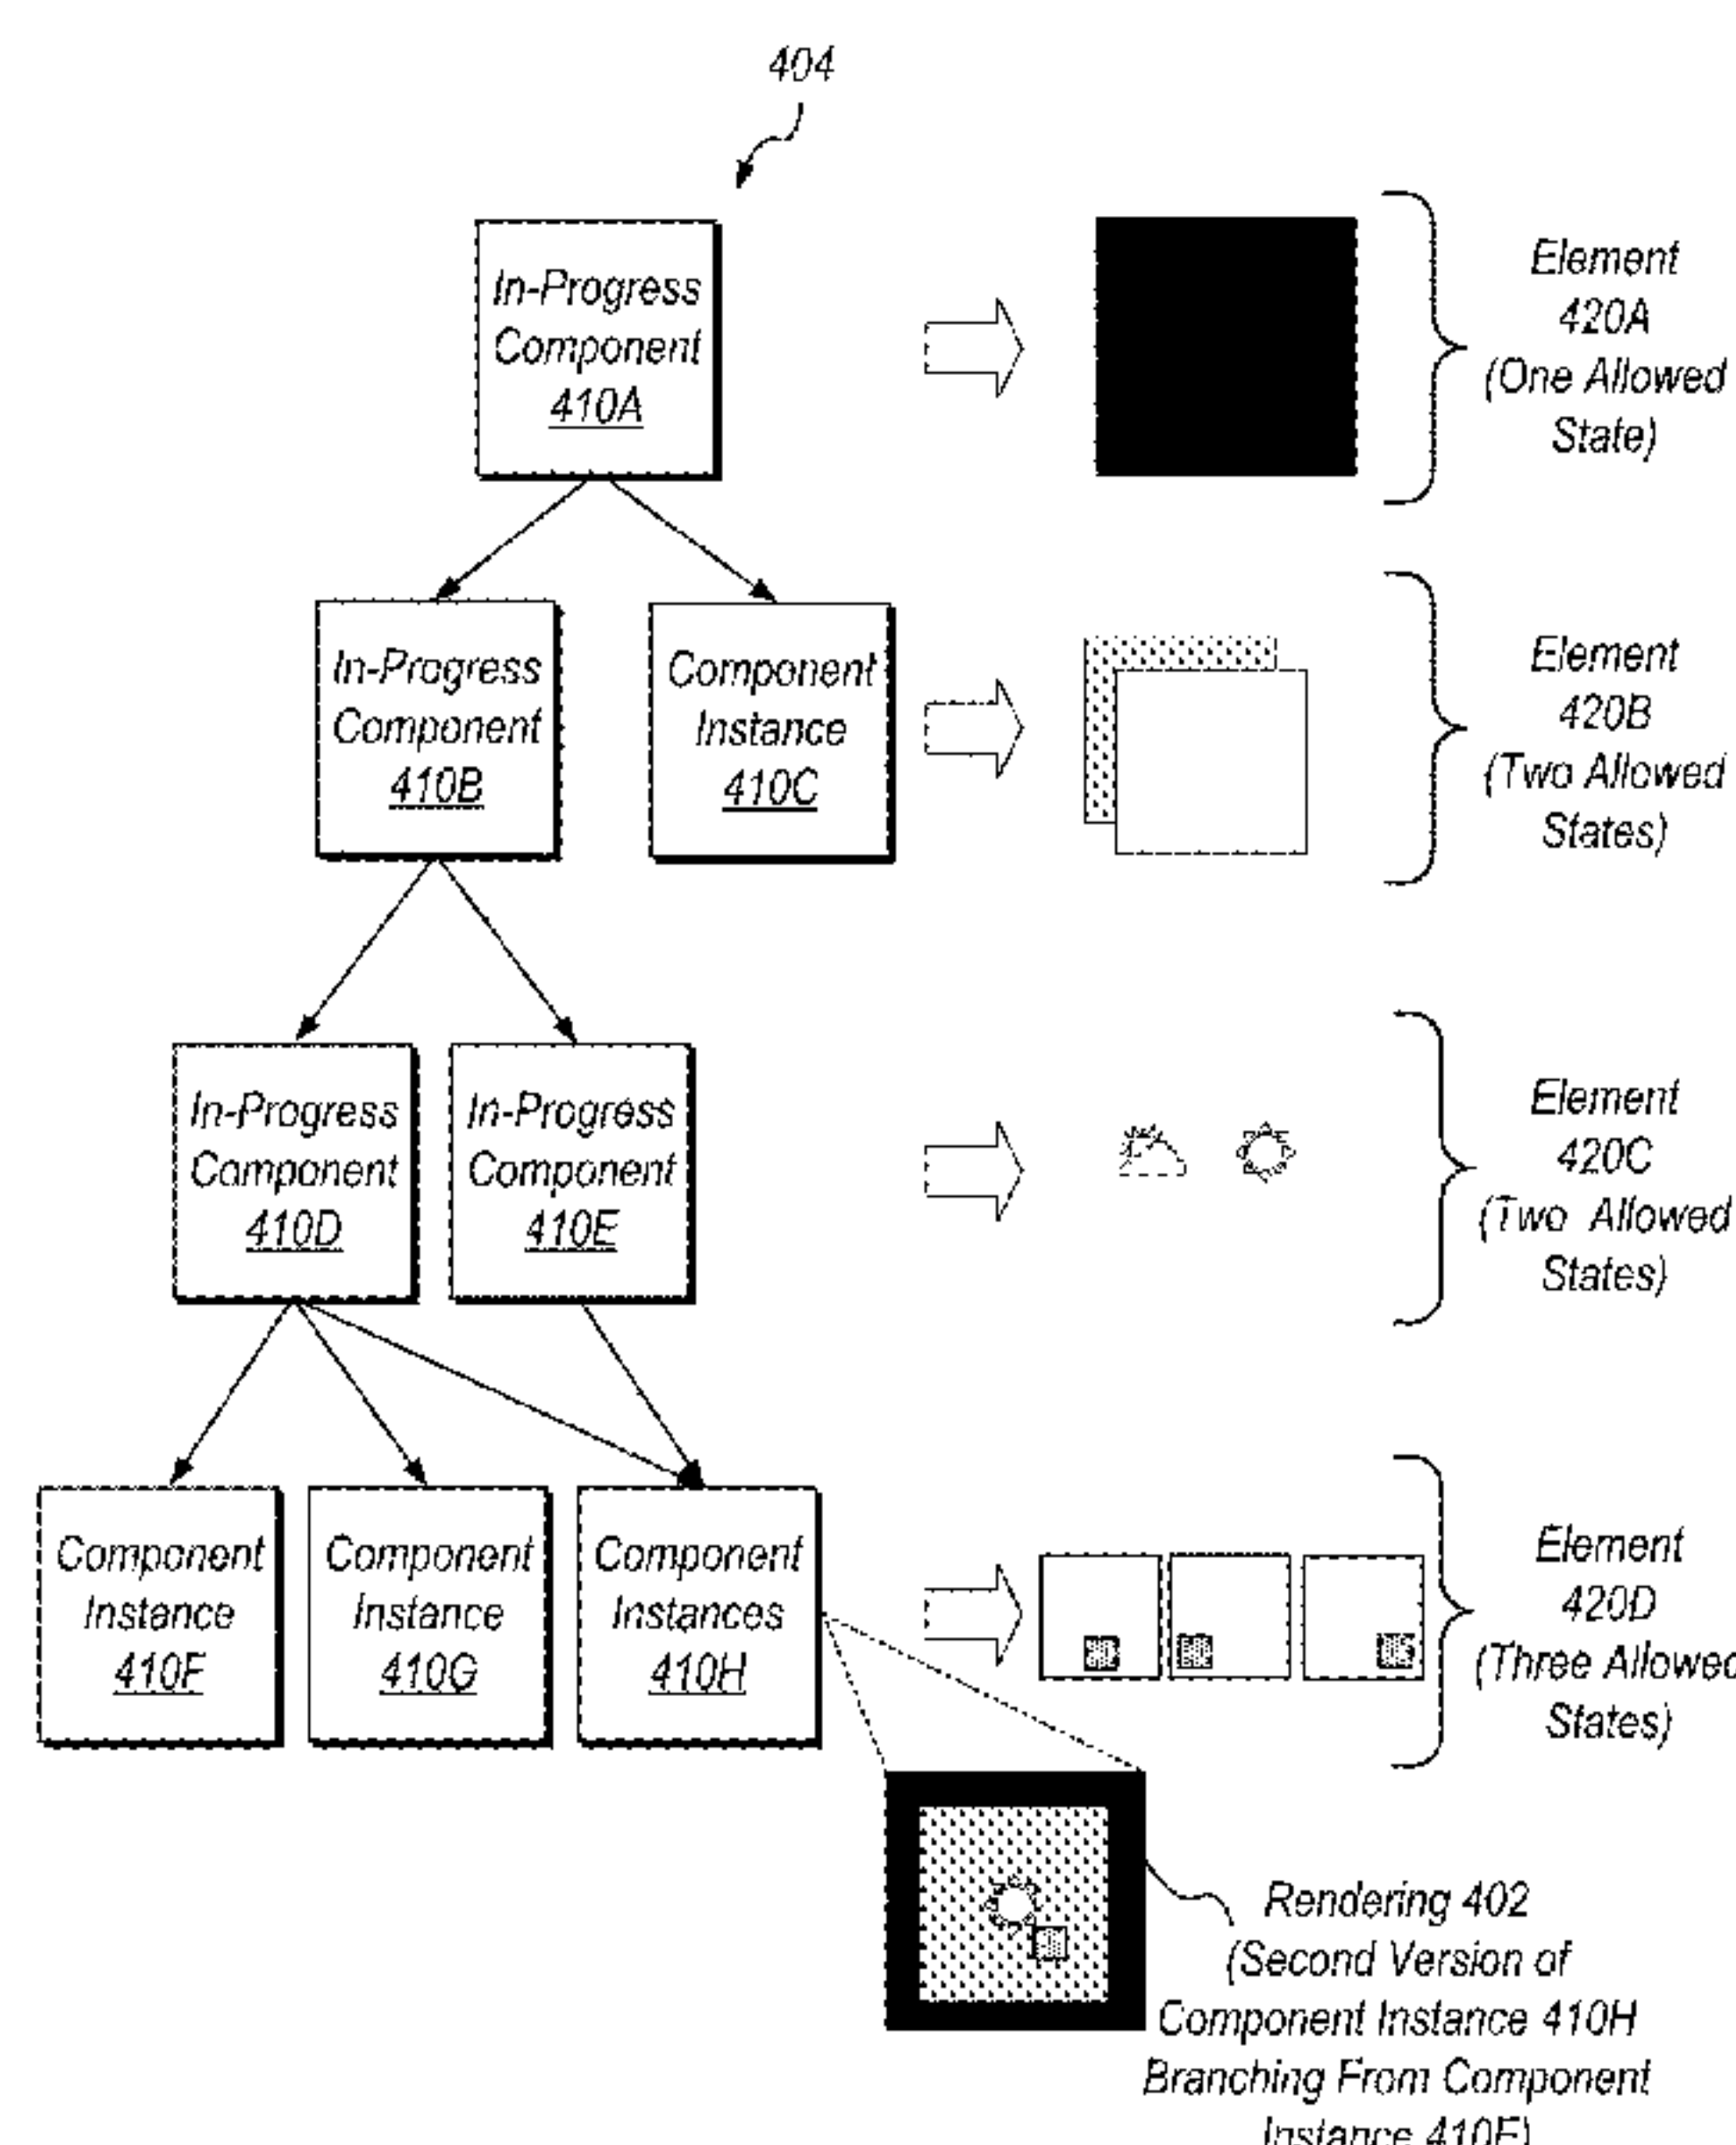 404
In-Progress
Component
410A
Element
420A
(One Allowed
State)
In-Progress
Component
410B
Component
Instance
410C
Element
420B
(Two Allowed
States)
In-Progress
Component
410D
In-Progress
Component
410E
Element
420C
(Two Allowed
States)
Component
Instance
410F
Component
Instance
410G
Component
Instances
410H
Element
420D
(Three Allowed
States)
Rendering 402
(Second Version of
Component Instance 410H
Branching From Component
Instance 410E)